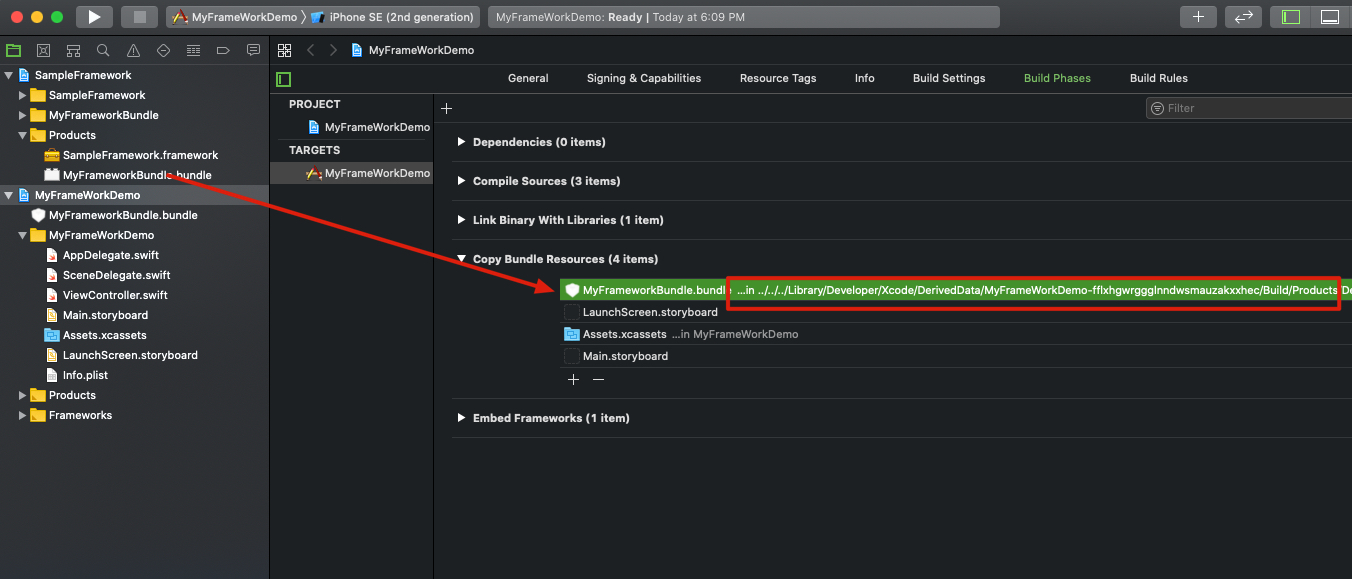 MyFrameWorkDemo 〉 iPhone SE (2nd generation)
MyFrameWorkDemo: Ready | Today at 6:09 PM
MyFrameWorkDemo
SampleFramework
SampleFramework
MyFrameworkBundle
Products
SampleFramework.framework
MyFrameworkBundle.bundle
MyFrameWorkDemo
MyFrameworkBundle.bundle
MyFrameWorkDemo
AppDelegate.swift
SceneDelegate.swift
ViewController.swift
Main.storyboard
Assets.xcassets
LaunchScreen.storyboard
Info.plist
Products
Frameworks
General Signing & Capabilities Resource Tags Info Build Settings Build Phases Build Rules
PROJECT
MyFrameWorkDemo
TARGETS
MyFrameWorkDemo
Filter
Dependencies (0 items)
Compile Sources (3 items)
Link Binary With Libraries (1 item)
Copy Bundle Resources (4 items)
MyFrameworkBundle.bundle ...in ../../../Library/Developer/Xcode/DerivedData/MyFrameWorkDemo-fflxhgwrggglnndwsmauzakxxhec/Build/Products/De
LaunchScreen.storyboard
Assets.xcassets ...in MyFrameWorkDemo
Main.storyboard
Embed Frameworks (1 item)